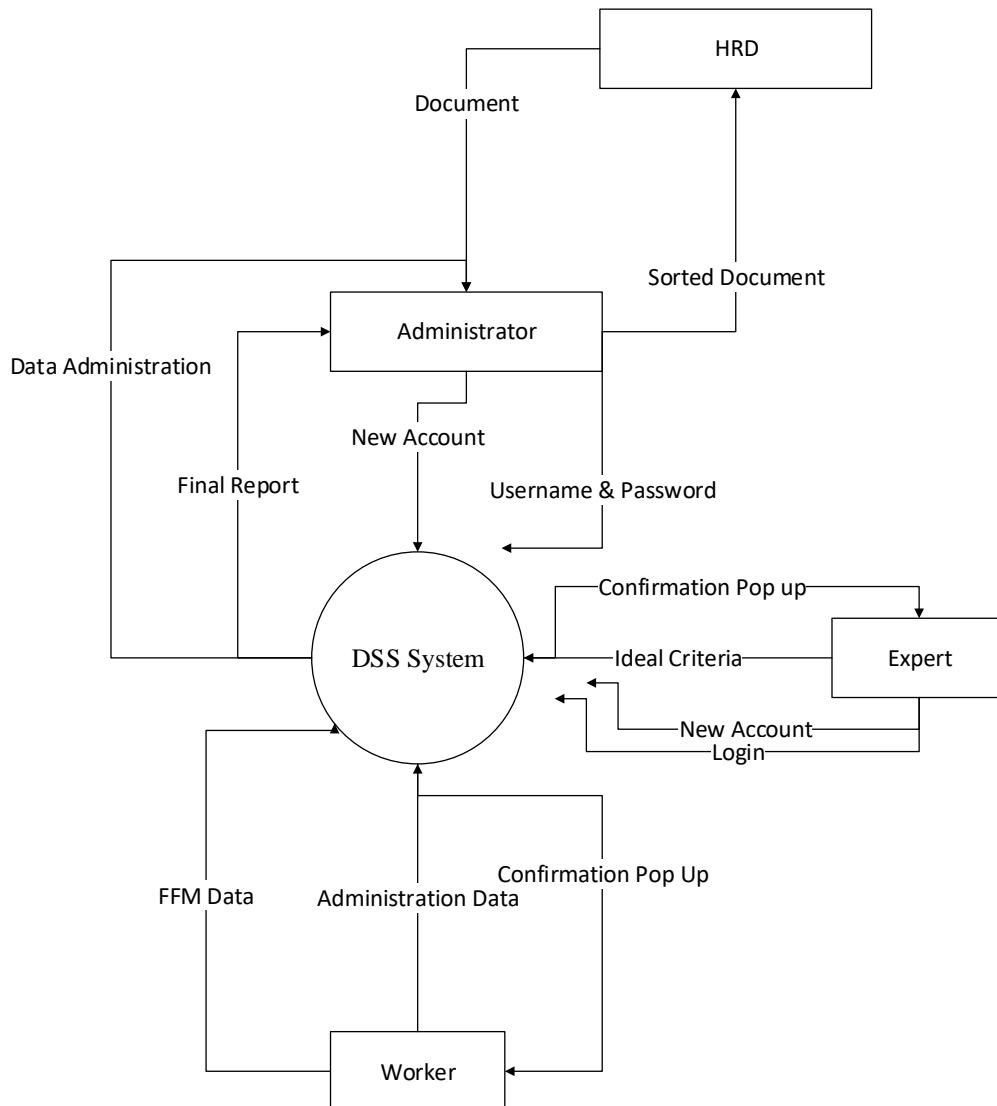 HRD
Document
Sorted Document
Administrator
Data Administration
New Account
Final Report
Username & Password
Confirmation Pop up
DSS System
Ideal Criteria
Expert
New Account
Login
Confirmation Pop Up
FFM Data
Administration Data
Worker